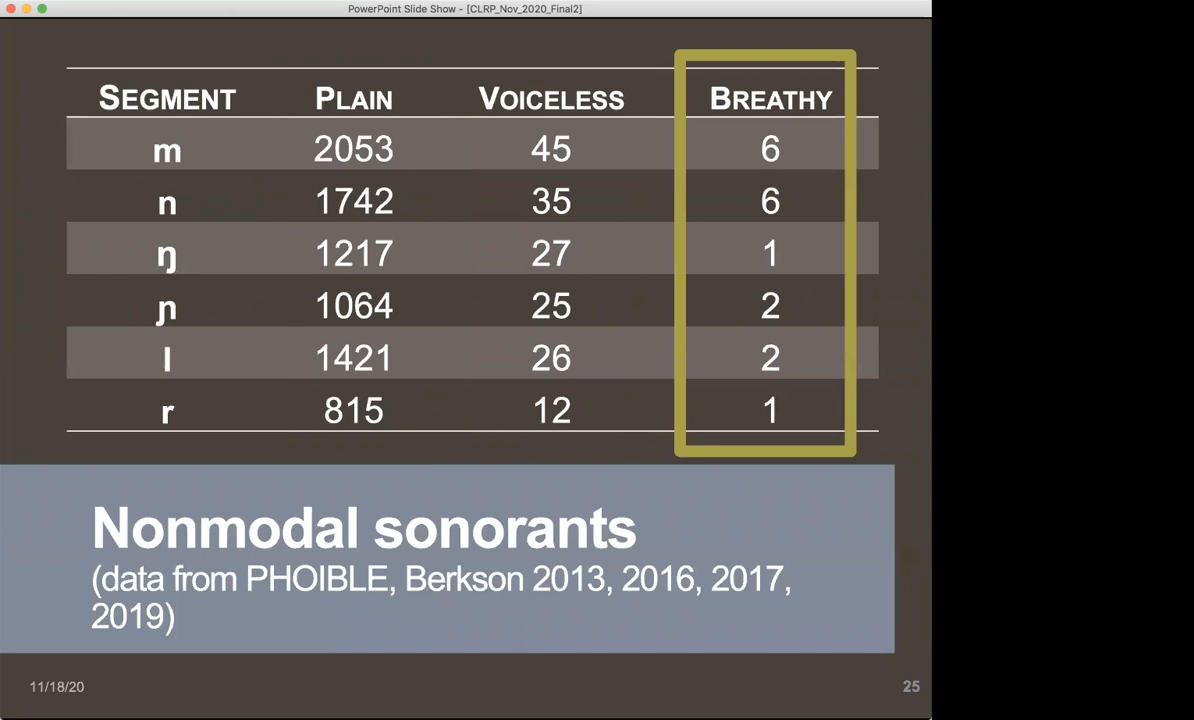 PowerPoint Slide Show - [CLRP_Nov_2020_Final2]
SEGMENT PLAIN VOICELESS BREATHY
m 2053 45 6
n 1742 35 6
ŋ 1217 27 1
ɲ 1064 25 2
l 1421 26 2
r 815 12 1
Nonmodal sonorants
(data from PHOIBLE, Berkson 2013, 2016, 2017,
2019)
11/18/20 25